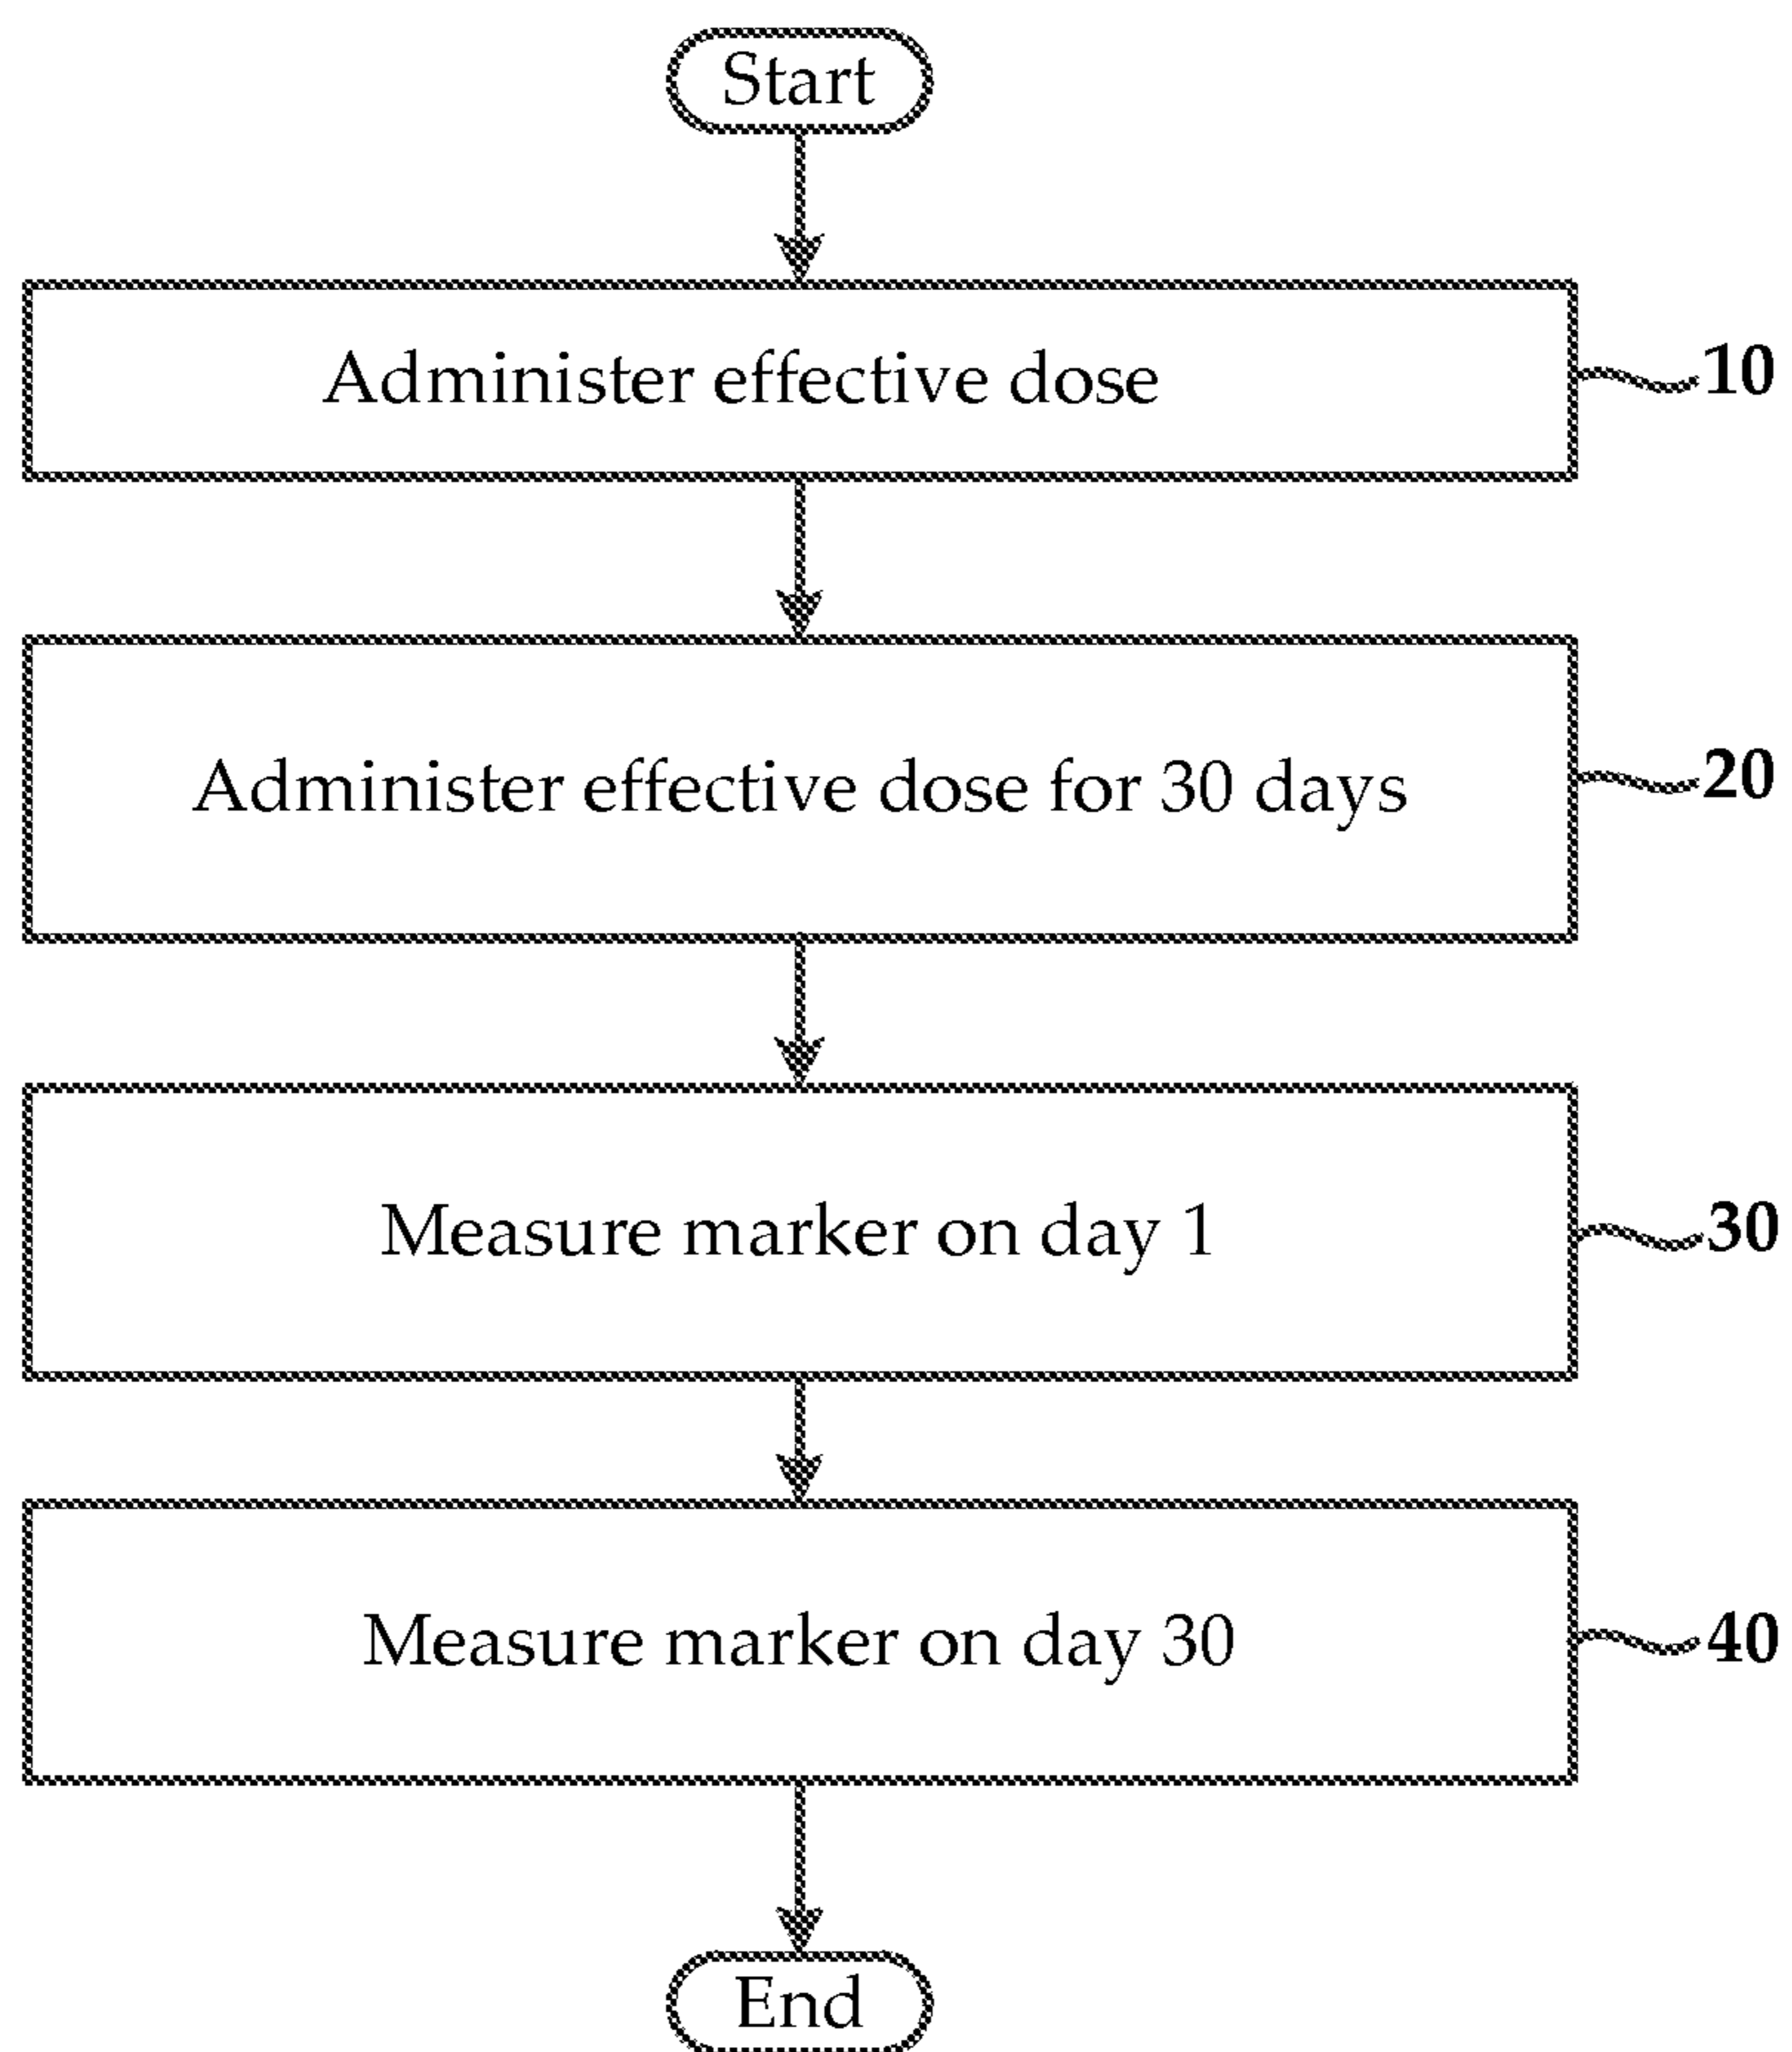 Start
Administer effective dose
10
Administer effective dose for 30 days
20
Measure marker on day 1
30
Measure marker on day 30
40
End